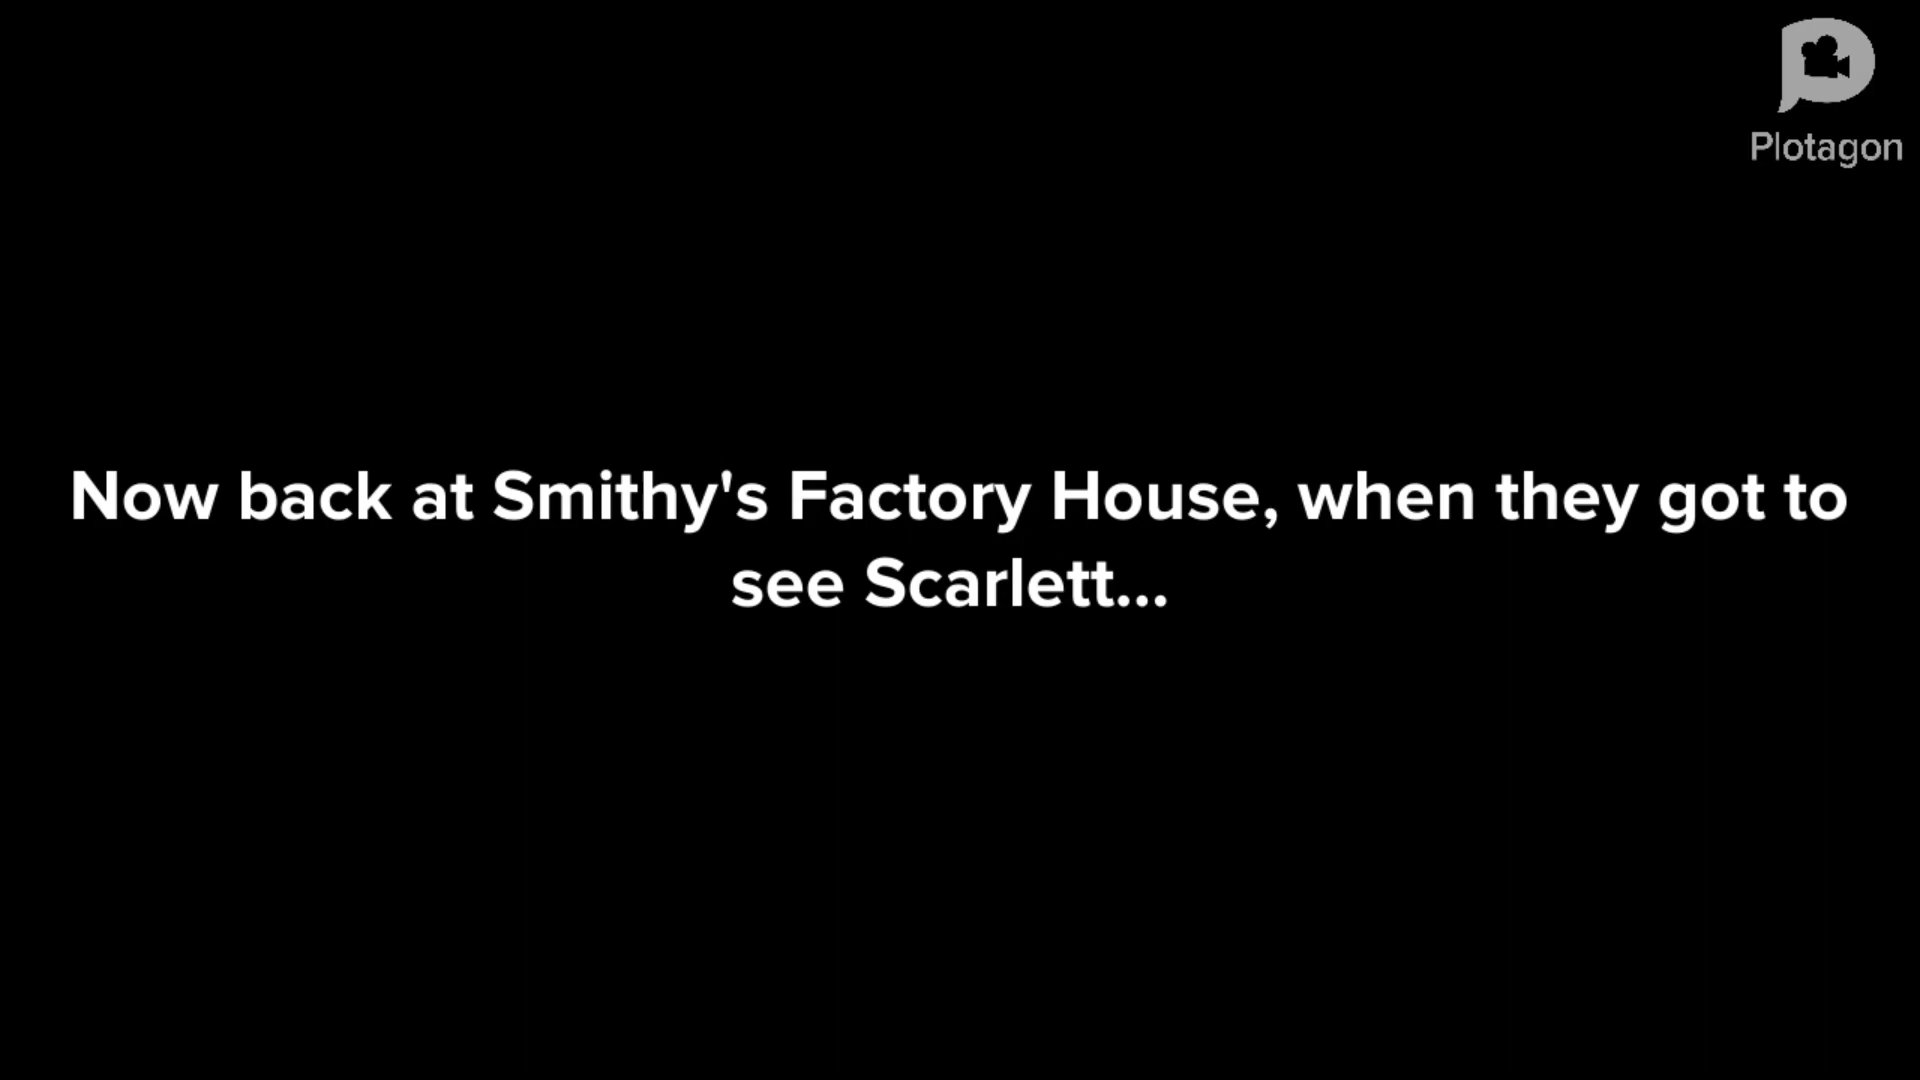 Plotagon
Now back at Smithy's Factory House, when they got to
see Scarlett...